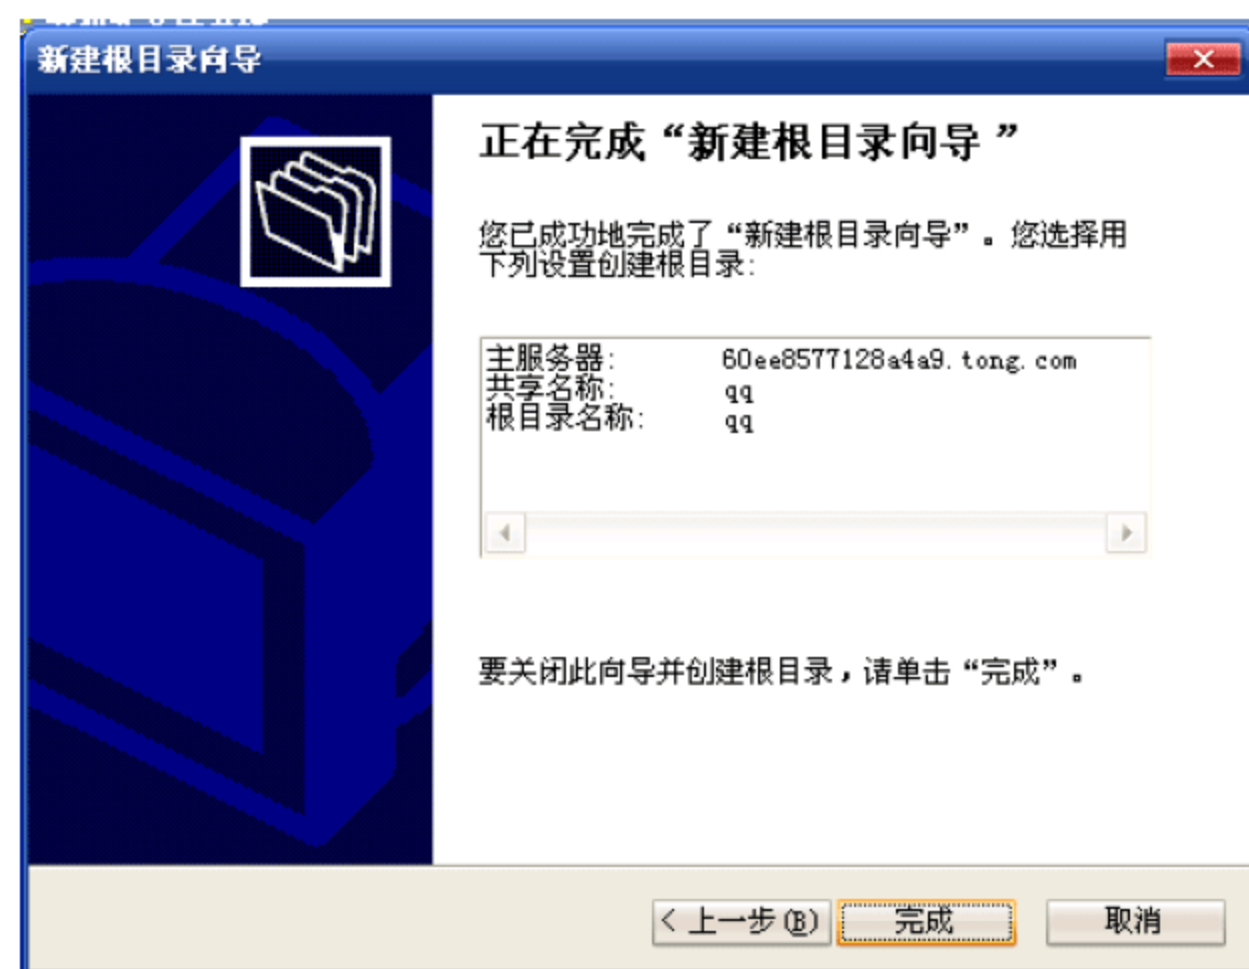 新建根目录向导
正在完成“新建根目录向导 ”
您已成功地完成了“新建根目录向导”。您选择用
下列设置创建根目录:
主服务器: 60ee8577128a4a9.tong.com
共享名称: qq
根目录名称: qq
要关闭此向导并创建根目录,请单击“完成”。
< 上一步(B) 完成 取消